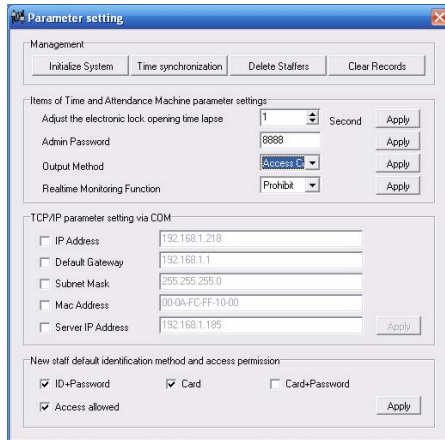 Parameter setting
Management
Initialize System Time synchronization Delete Staffers Clear Records
Items of Time and Attendance Machine parameter settings
Adjust the electronic lock opening time lapse 1 Second Apply
Admin Password 8888 Apply
Output Method Access C Apply
Realtime Monitoring Function Prohibit Apply
TCP/IP parameter setting via COM
IP Address 192.168.1.218
Default Gateway 192.168.1.1
Subnet Mask 255.255.255.0
Mac Address 00-0A-FC-FF-10-00
Server IP Address 192.168.1.185 Apply
New staff default identification method and access permission
ID+Password Card Card+Password
Access allowed Apply